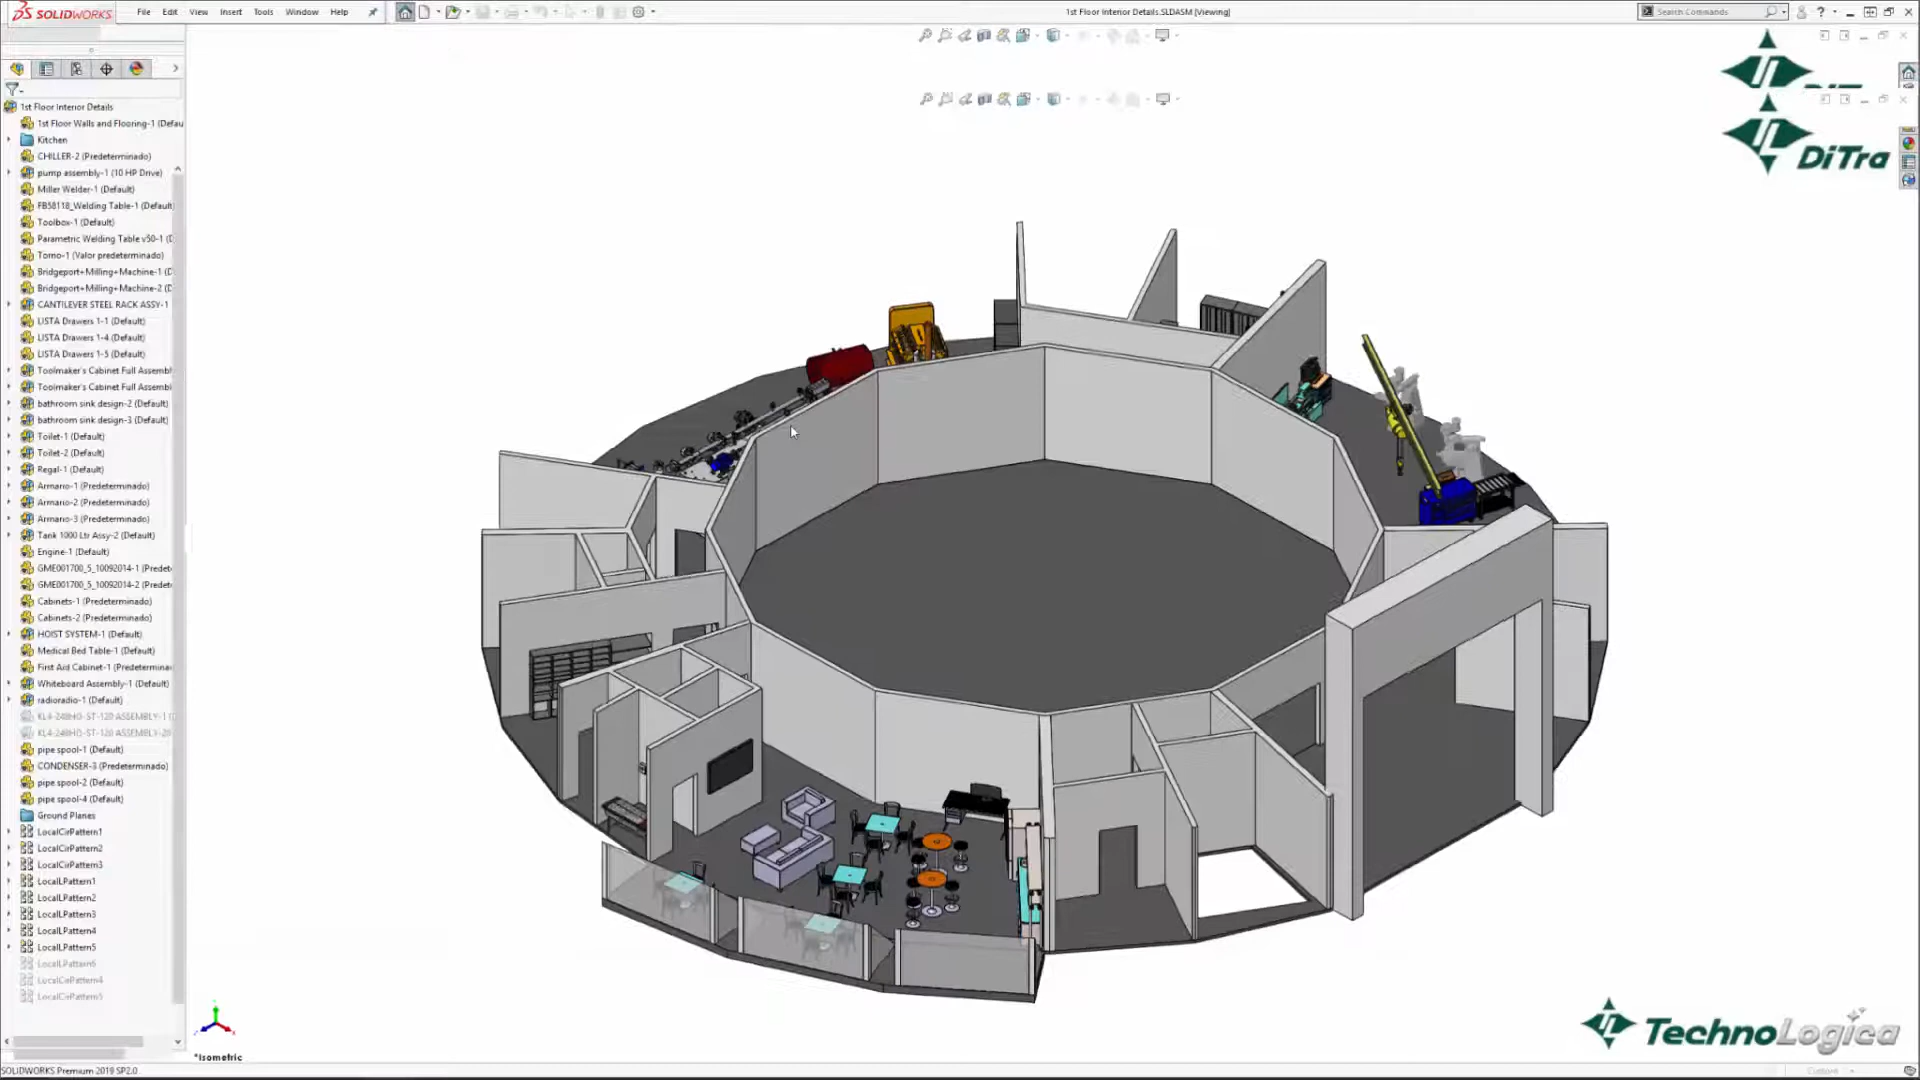 SOLIDWORKS
File Edit View Insert Tools Window Help
1st Floor Interior Details.SLDASM [Viewing]
Search Commands
DiTra
1st Floor Interior Details
1st Floor Walls and Flooring-1 (Defau
Kitchen
CHILLER-2 (Predeterminado)
pump assembly-1 (10 HP Drive)
Miller Welder-1 (Default)
FB58118_Welding Table-1 (Default)
Toolbox-1 (Default)
Parametric Welding Table v50-1 (D
Torno-1 (Valor predeterminado)
Bridgeport+Milling+Machine-1 (D
Bridgeport+Milling+Machine-2 (D
CANTILEVER STEEL RACK ASSY-1
LISTA Drawers 1-1 (Default)
LISTA Drawers 1-4 (Default)
LISTA Drawers 1-5 (Default)
Toolmaker's Cabinet Full Assembl
Toolmaker's Cabinet Full Assembl
bathroom sink design-2 (Default)
bathroom sink design-3 (Default)
Toilet-1 (Default)
Toilet-2 (Default)
Regal-1 (Default)
Armario-1 (Predeterminado)
Armario-2 (Predeterminado)
Armario-3 (Predeterminado)
Tank 1000 Ltr Assy-2 (Default)
Engine-1 (Default)
GME001700_5_10092014-1 (Predet
GME001700_5_10092014-2 (Predet
Cabinets-1 (Predeterminado)
Cabinets-2 (Predeterminado)
HOIST SYSTEM-1 (Default)
Medical Bed Table-1 (Default)
First Aid Cabinet-1 (Predetermina
Whiteboard Assembly-1 (Default)
radioradio-1 (Default)
KL4-248HO-ST-120 ASSEMBLY-1 (D
KL4-248HO-ST-120 ASSEMBLY-20
pipe spool-1 (Default)
CONDENSER-3 (Predeterminado)
pipe spool-2 (Default)
pipe spool-4 (Default)
Ground Planes
LocalCirPattern1
LocalCirPattern2
LocalCirPattern3
LocalLPattern1
LocalLPattern2
LocalLPattern3
LocalLPattern4
LocalLPattern5
LocalLPattern6
LocalCirPattern4
LocalCirPattern5
*Isometric
TechnoLogica
SOLIDWORKS Premium 2019 SP2.0
Custom